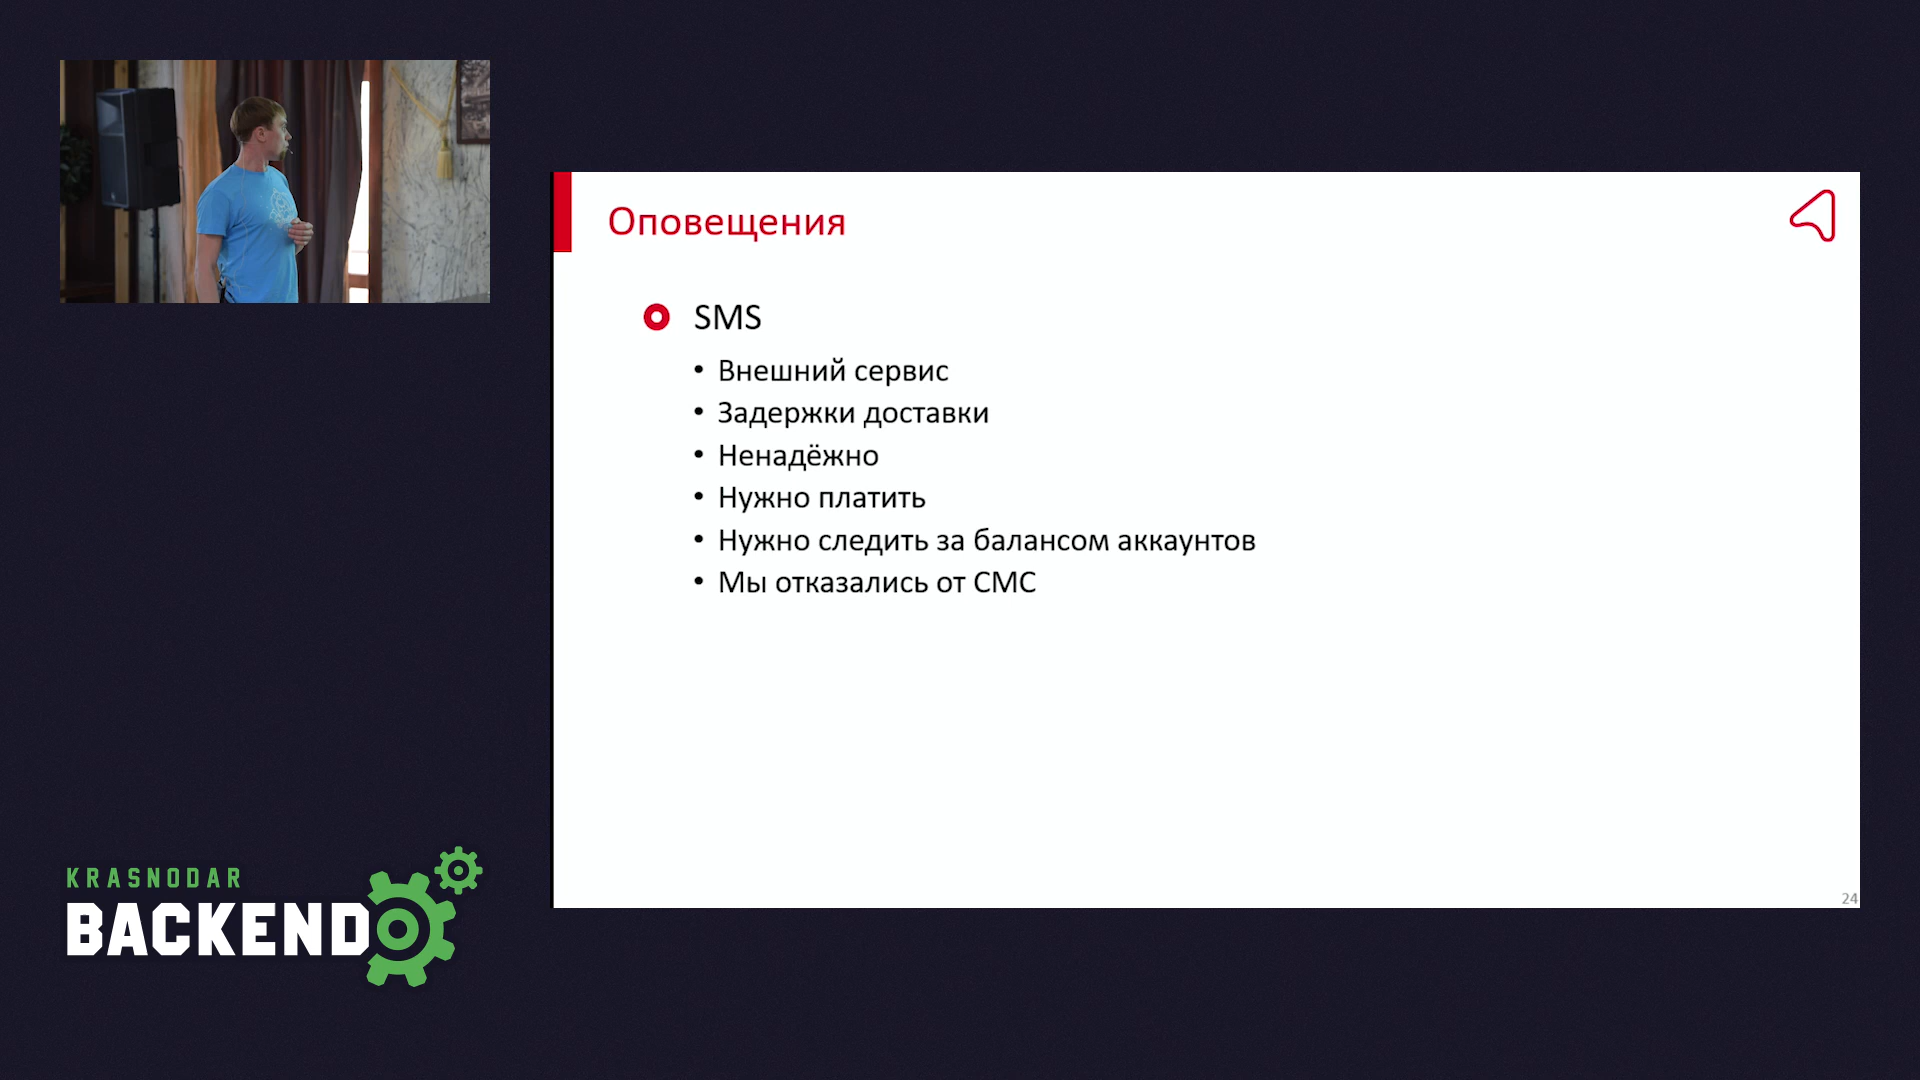 Оповещения
SMS
• Внешний сервис
• Задержки доставки
• Ненадёжно
• Нужно платить
• Нужно следить за балансом аккаунтов
• Мы отказались от СМС
24
KRASNODAR
BACKEND